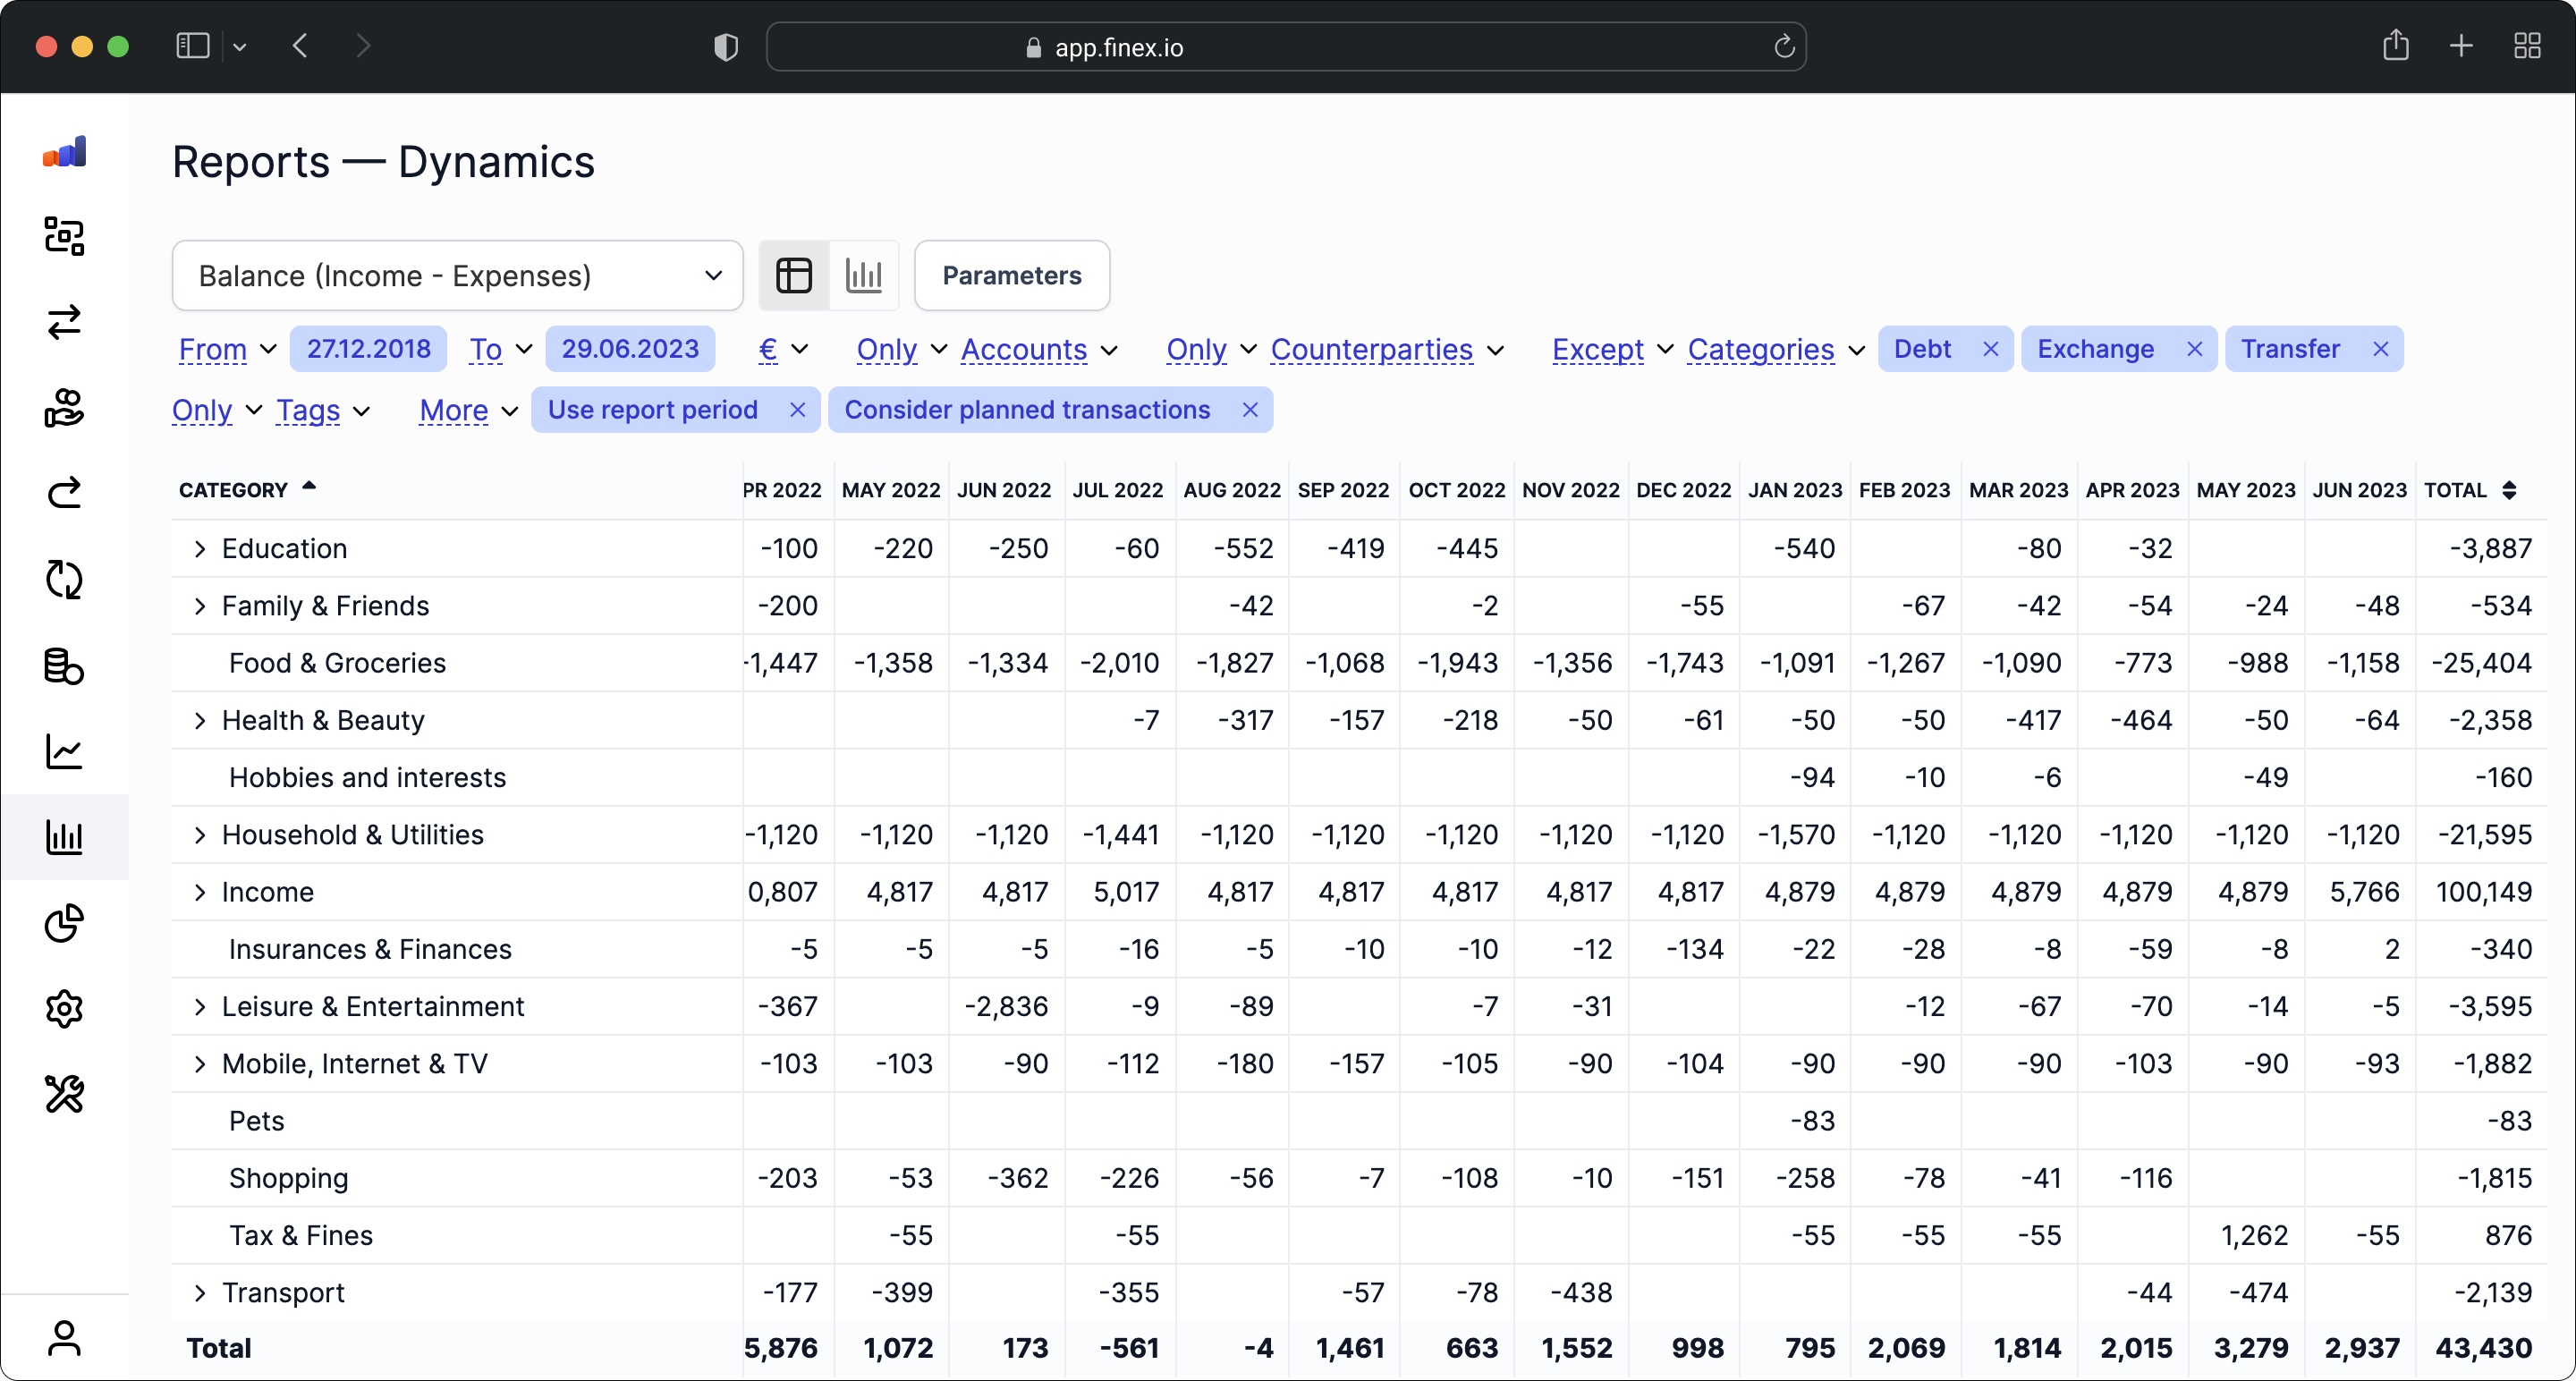 app.finex.io
Reports — Dynamics
Balance (Income - Expenses) Parameters
From 27.12.2018 To 29.06.2023 € Only Accounts Only Counterparties Except Categories Debt Exchange Transfer
Only Tags More Use report period Consider planned transactions
CATEGORY PR 2022 MAY 2022 JUN 2022 JUL 2022 AUG 2022 SEP 2022 OCT 2022 NOV 2022 DEC 2022 JAN 2023 FEB 2023 MAR 2023 APR 2023 MAY 2023 JUN 2023 TOTAL
Education -100 -220 -250 -60 -552 -419 -445 -540 -80 -32 -3,887
Family & Friends -200 -42 -2 -55 -67 -42 -54 -24 -48 -534
Food & Groceries -1,447 -1,358 -1,334 -2,010 -1,827 -1,068 -1,943 -1,356 -1,743 -1,091 -1,267 -1,090 -773 -988 -1,158 -25,404
Health & Beauty -7 -317 -157 -218 -50 -61 -50 -50 -417 -464 -50 -64 -2,358
Hobbies and interests -94 -10 -6 -49 -160
Household & Utilities -1,120 -1,120 -1,120 -1,441 -1,120 -1,120 -1,120 -1,120 -1,120 -1,570 -1,120 -1,120 -1,120 -1,120 -1,120 -21,595
Income 0,807 4,817 4,817 5,017 4,817 4,817 4,817 4,817 4,817 4,879 4,879 4,879 4,879 4,879 5,766 100,149
Insurances & Finances -5 -5 -5 -16 -5 -10 -10 -12 -134 -22 -28 -8 -59 -8 2 -340
Leisure & Entertainment -367 -2,836 -9 -89 -7 -31 -12 -67 -70 -14 -5 -3,595
Mobile, Internet & TV -103 -103 -90 -112 -180 -157 -105 -90 -104 -90 -90 -90 -103 -90 -93 -1,882
Pets -83 -83
Shopping -203 -53 -362 -226 -56 -7 -108 -10 -151 -258 -78 -41 -116 -1,815
Tax & Fines -55 -55 -55 -55 -55 1,262 -55 876
Transport -177 -399 -355 -57 -78 -438 -44 -474 -2,139
Total 5,876 1,072 173 -561 -4 1,461 663 1,552 998 795 2,069 1,814 2,015 3,279 2,937 43,430